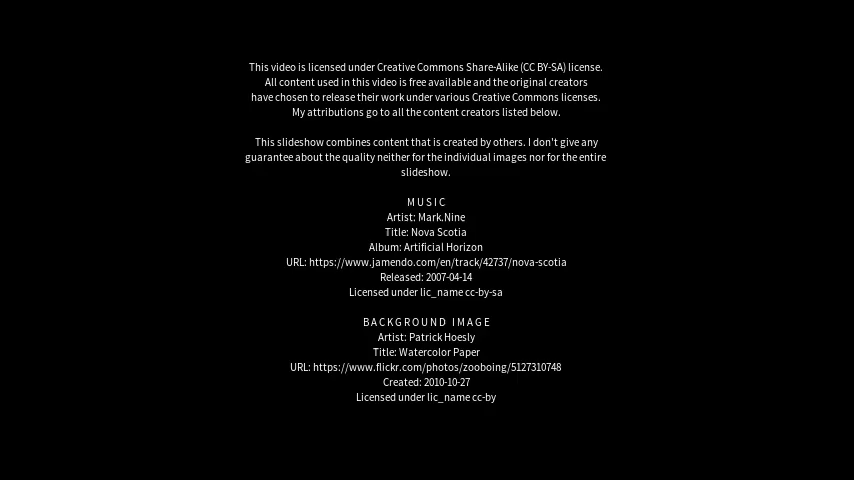 This video is licensed under Creative Commons Share-Alike (CC BY-SA) license.
All content used in this video is free available and the original creators
have chosen to release their work under various Creative Commons licenses.
My attributions go to all the content creators listed below.
This slideshow combines content that is created by others. I don't give any
guarantee about the quality neither for the individual images nor for the entire
slideshow.
MUSIC
Artist: Mark.Nine
Title: Nova Scotia
Album: Artificial Horizon
URL: https://www.jamendo.com/en/track/42737/nova-scotia
Released: 2007-04-14
Licensed under lic_name cc-by-sa
BACKGROUND IMAGE
Artist: Patrick Hoesly
Title: Watercolor Paper
URL: https://www.flickr.com/photos/zooboing/5127310748
Created: 2010-10-27
Licensed under lic_name cc-by